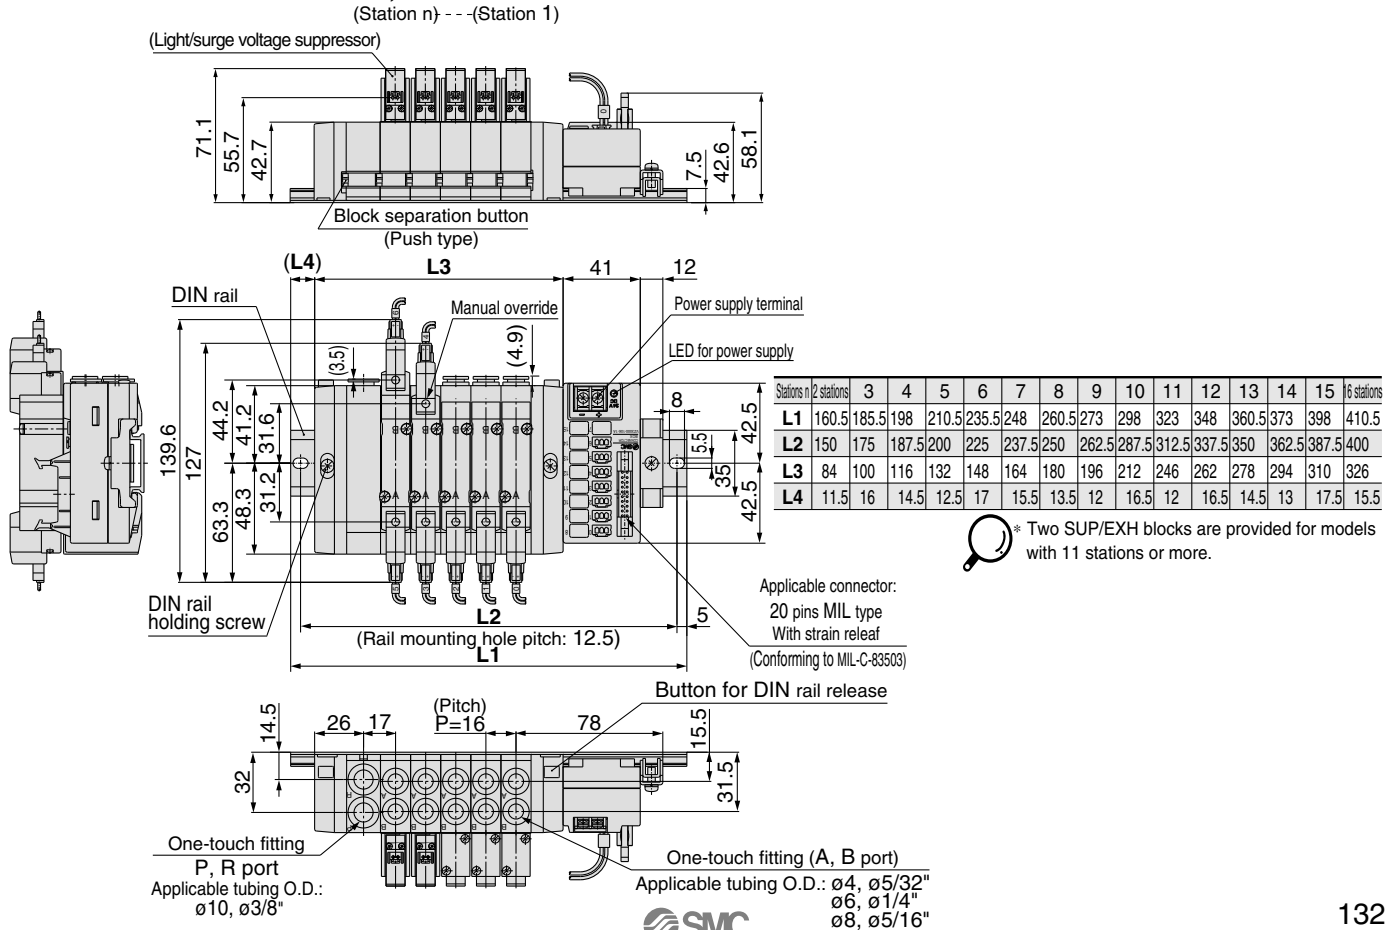 (Station n)----(Station 1)
(Light/surge voltage suppressor)
71.1
55.7
42.7
7.5
42.6
58.1
Block separation button
(Push type)
(L4)
L3
41
12
DIN rail
Manual override
Power supply terminal
LED for power supply
(3.5)
(4.9)
139.6
127
44.2
41.2
31.6
63.3
48.3
31.2
8
5.5
35
42.5
42.5
A A A A A
DIN rail
holding screw
L2
5
(Rail mounting hole pitch: 12.5)
L1
Stations n 2 stations 3 4 5 6 7 8 9 10 11 12 13 14 15 16 stations
L1 160.5 185.5 198 210.5 235.5 248 260.5 273 298 323 348 360.5 373 398 410.5
L2 150 175 187.5 200 225 237.5 250 262.5 287.5 312.5 337.5 350 362.5 387.5 400
L3 84 100 116 132 148 164 180 196 212 246 262 278 294 310 326
L4 11.5 16 14.5 12.5 17 15.5 13.5 12 16.5 12 16.5 14.5 13 17.5 15.5
* Two SUP/EXH blocks are provided for models
with 11 stations or more.
Applicable connector:
20 pins MIL type
With strain releaf
(Conforming to MIL-C-83503)
Button for DIN rail release
14.5
26
17
(Pitch)
P=16
78
15.5
32
31.5
One-touch fitting
P, R port
Applicable tubing O.D.:
ø10, ø3/8"
One-touch fitting (A, B port)
Applicable tubing O.D.: ø4, ø5/32"
ø6, ø1/4"
ø8, ø5/16"
SMC
132